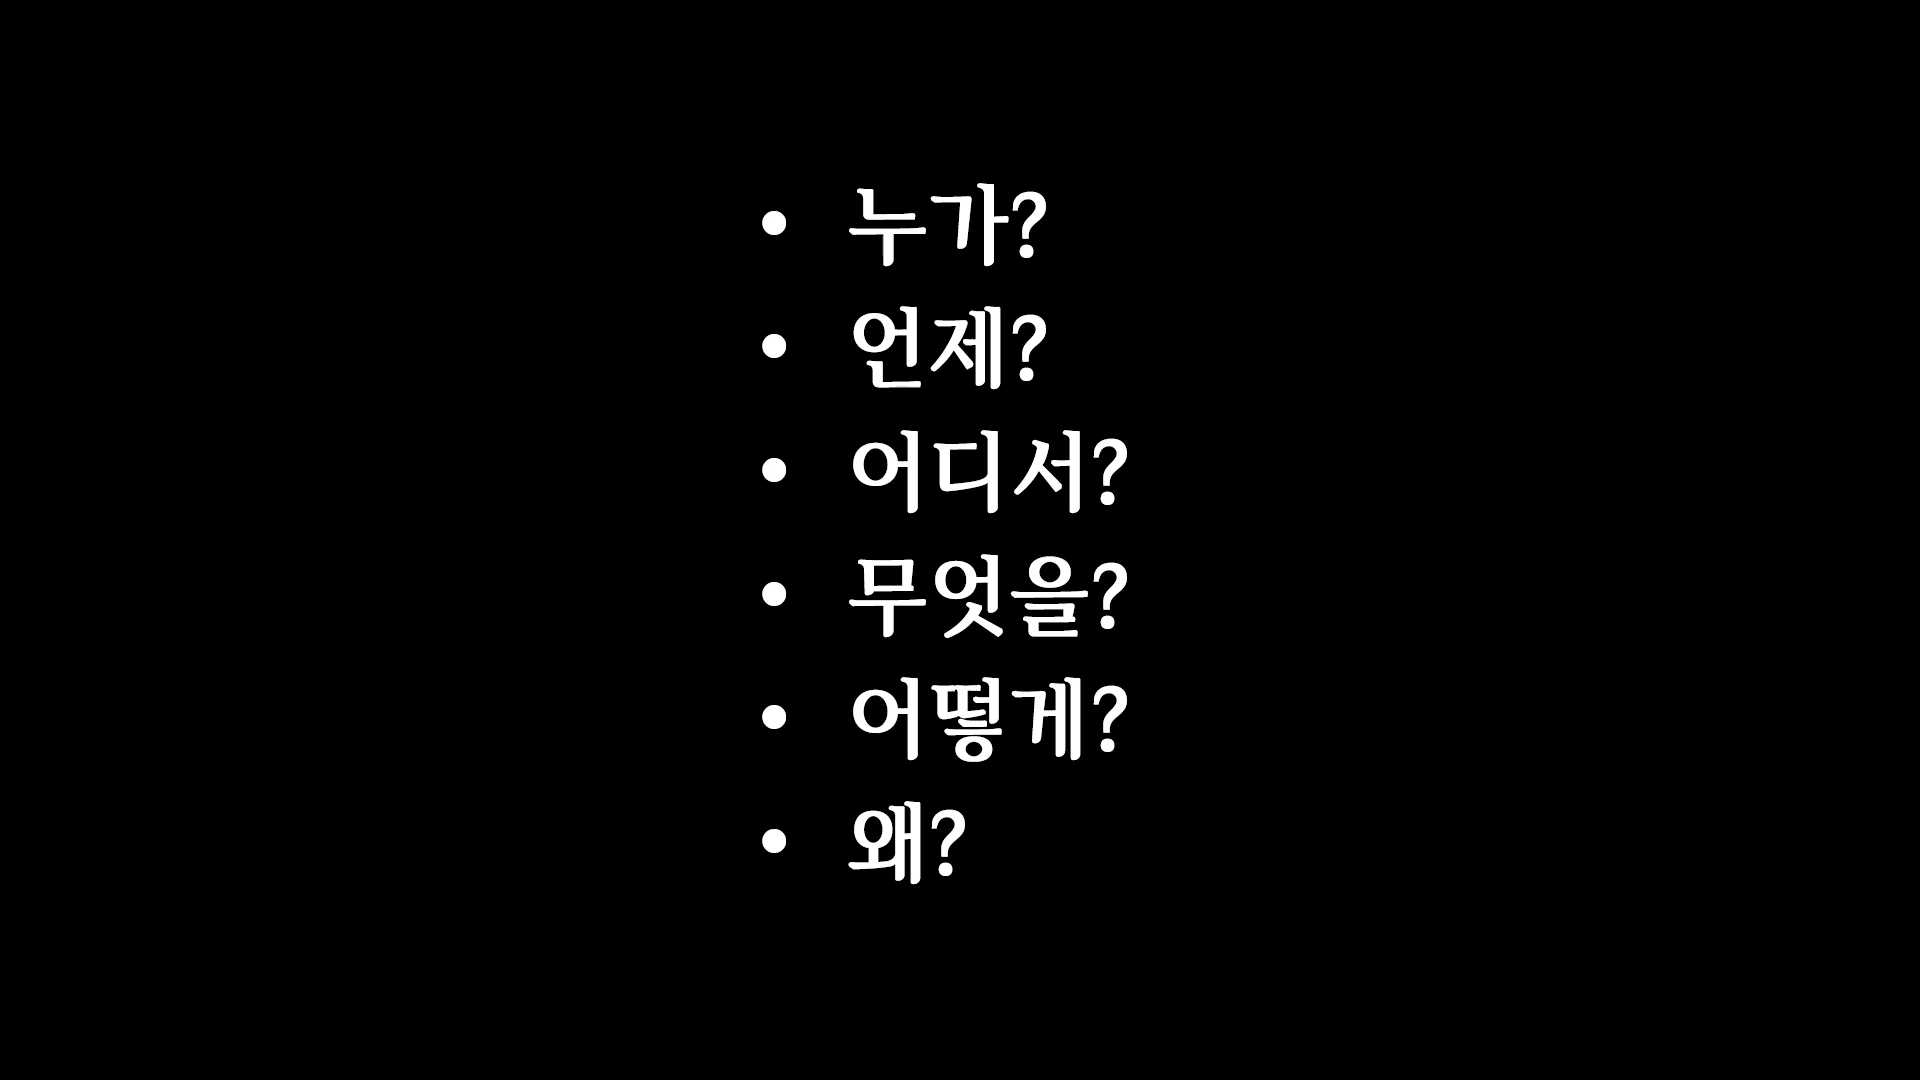 • 누가?
• 언제?
• 어디서?
• 무엇을?
• 어떻게?
• 왜?